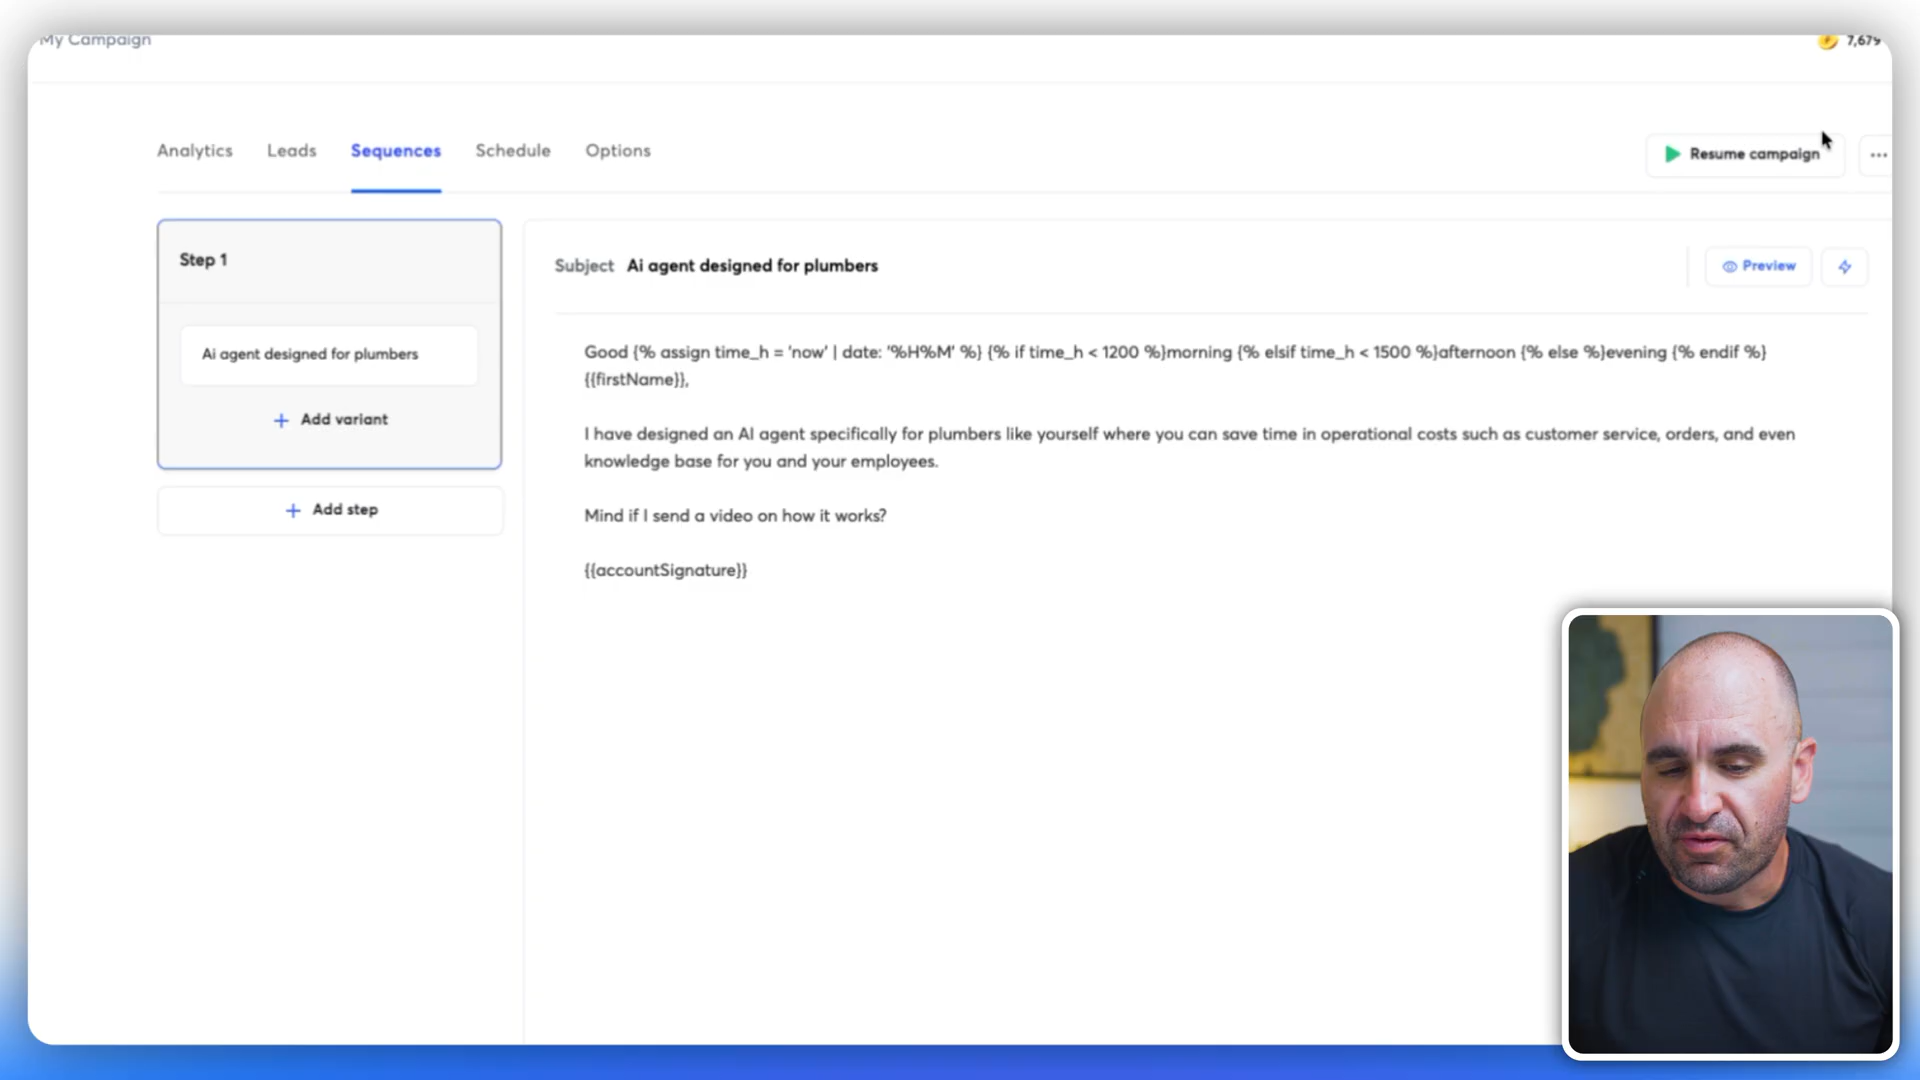 My Campaign
7,679
Analytics
Leads
Sequences
Schedule
Options
Resume campaign
Step 1
Ai agent designed for plumbers
Add variant
Add step
Subject Ai agent designed for plumbers
Preview
Good {% assign time_h = 'now' | date: '%H%M' %} {% if time_h < 1200 %}morning {% elsif time_h < 1500 %}afternoon {% else %}evening {% endif %}
{{firstName}},
I have designed an AI agent specifically for plumbers like yourself where you can save time in operational costs such as customer service, orders, and even
knowledge base for you and your employees.
Mind if I send a video on how it works?
{{accountSignature}}